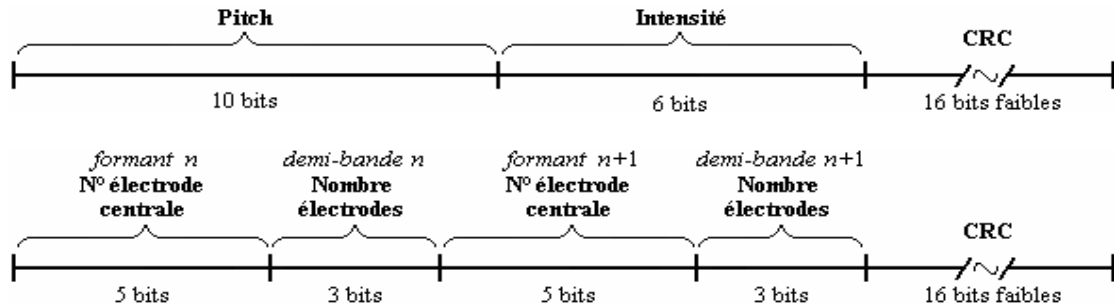 Pitch
Intensité
CRC
10 bits
6 bits
16 bits faibles
formant n
N° électrode
centrale
demi-bande n
Nombre
électrodes
formant n+1
N° électrode
centrale
demi-bande n+1
Nombre
électrodes
CRC
5 bits
3 bits
5 bits
3 bits
16 bits faibles